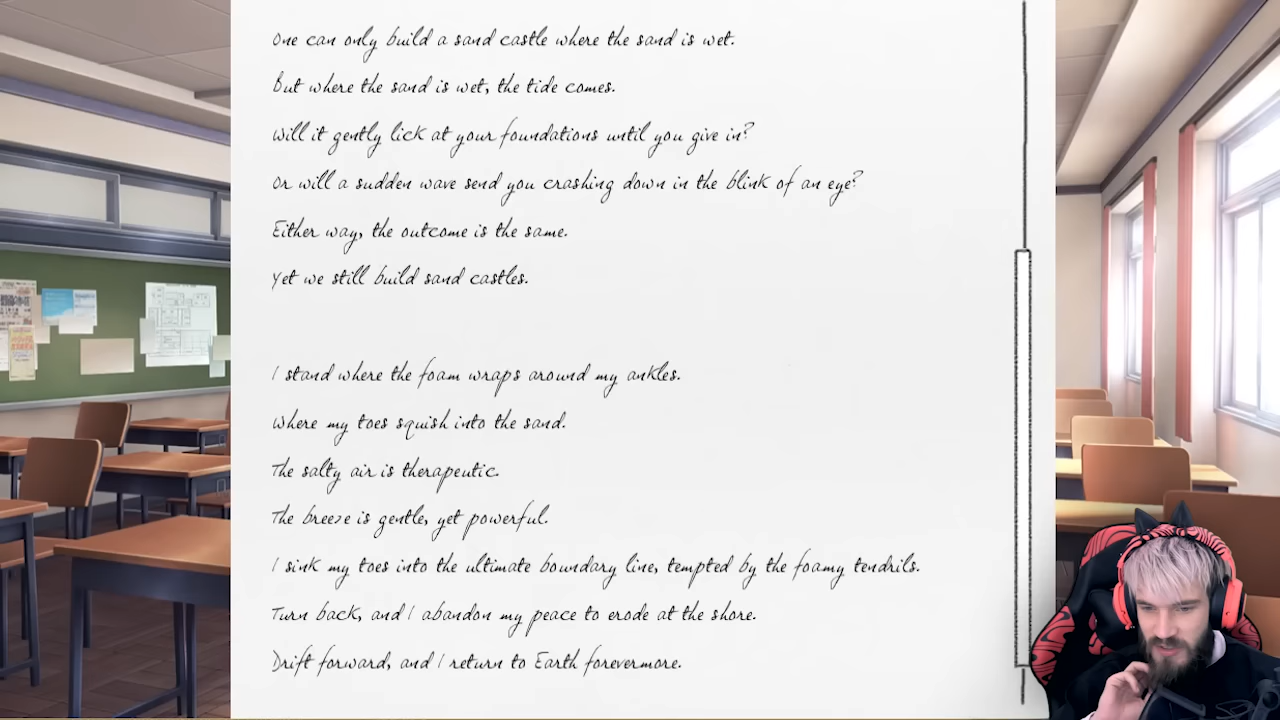 One can only build a sand castle where the sand is wet.
But where the sand is wet, the tide comes.
Will it gently lick at your foundations until you give in?
Or will a sudden wave send you crashing down in the blink of an eye?
Either way, the outcome is the same.
Yet we still build sand castles.
I stand where the foam wraps around my ankles.
Where my toes squish into the sand.
The salty air is therapeutic.
The breeze is gentle, yet powerful.
I sink my toes into the ultimate boundary line, tempted by the foamy tendrils.
Turn back, and I abandon my peace to erode at the shore.
Drift forward, and I return to Earth forevermore.